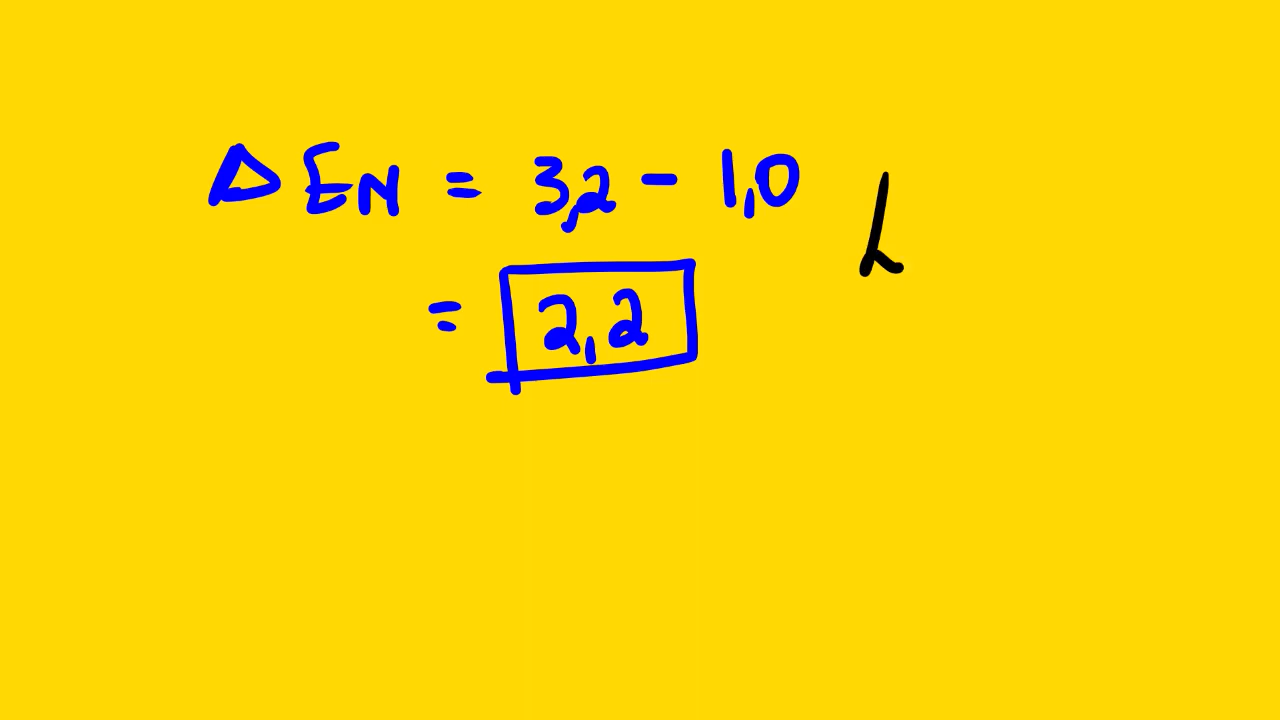 ΔEN = 3,2 - 1,0
= 2,2